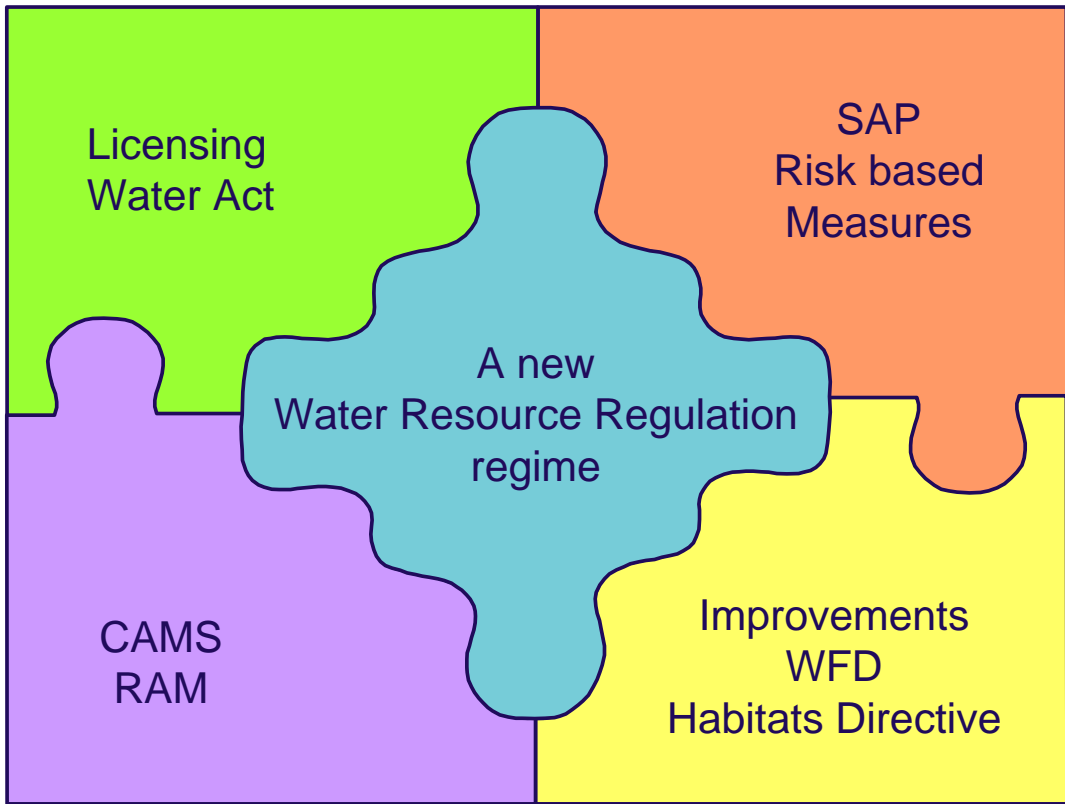 Licensing
Water Act
SAP
Risk based
Measures
A new
Water Resource Regulation
regime
CAMS
RAM
Improvements
WFD
Habitats Directive